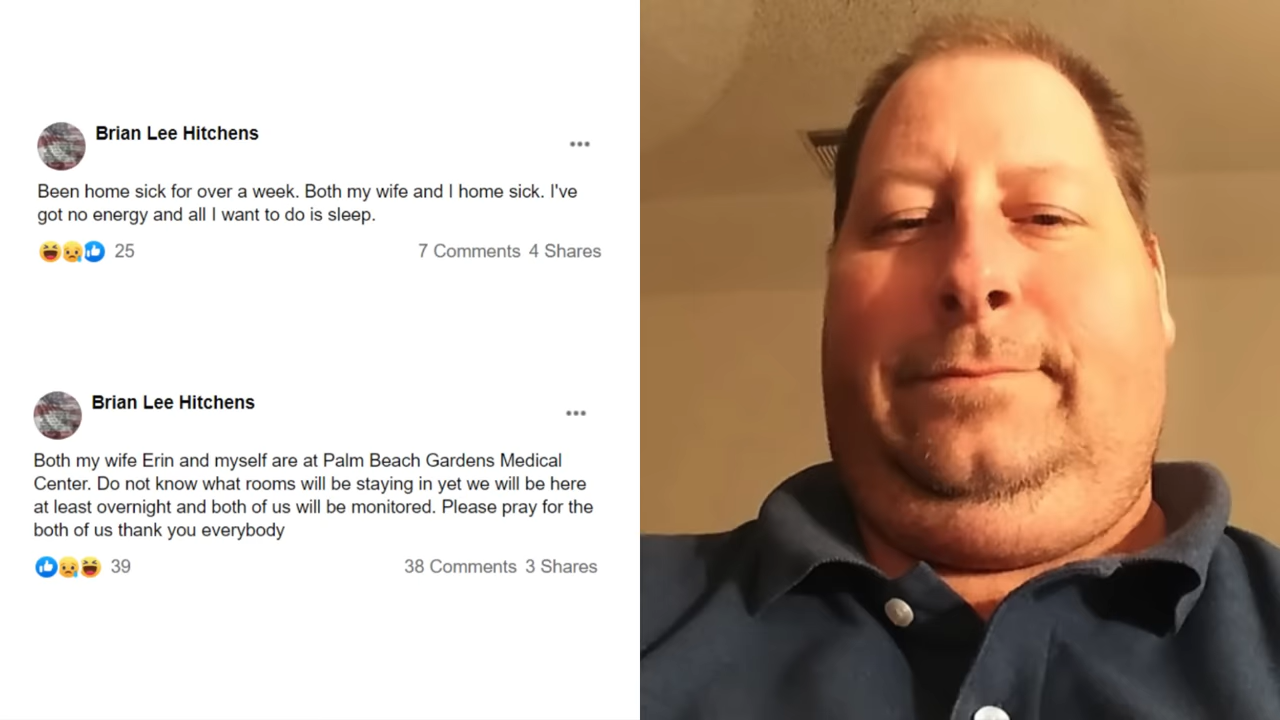 Brian Lee Hitchens
Been home sick for over a week. Both my wife and I home sick. I've
got no energy and all I want to do is sleep.
25
7 Comments 4 Shares
Brian Lee Hitchens
Both my wife Erin and myself are at Palm Beach Gardens Medical
Center. Do not know what rooms will be staying in yet we will be here
at least overnight and both of us will be monitored. Please pray for the
both of us thank you everybody
39
38 Comments 3 Shares